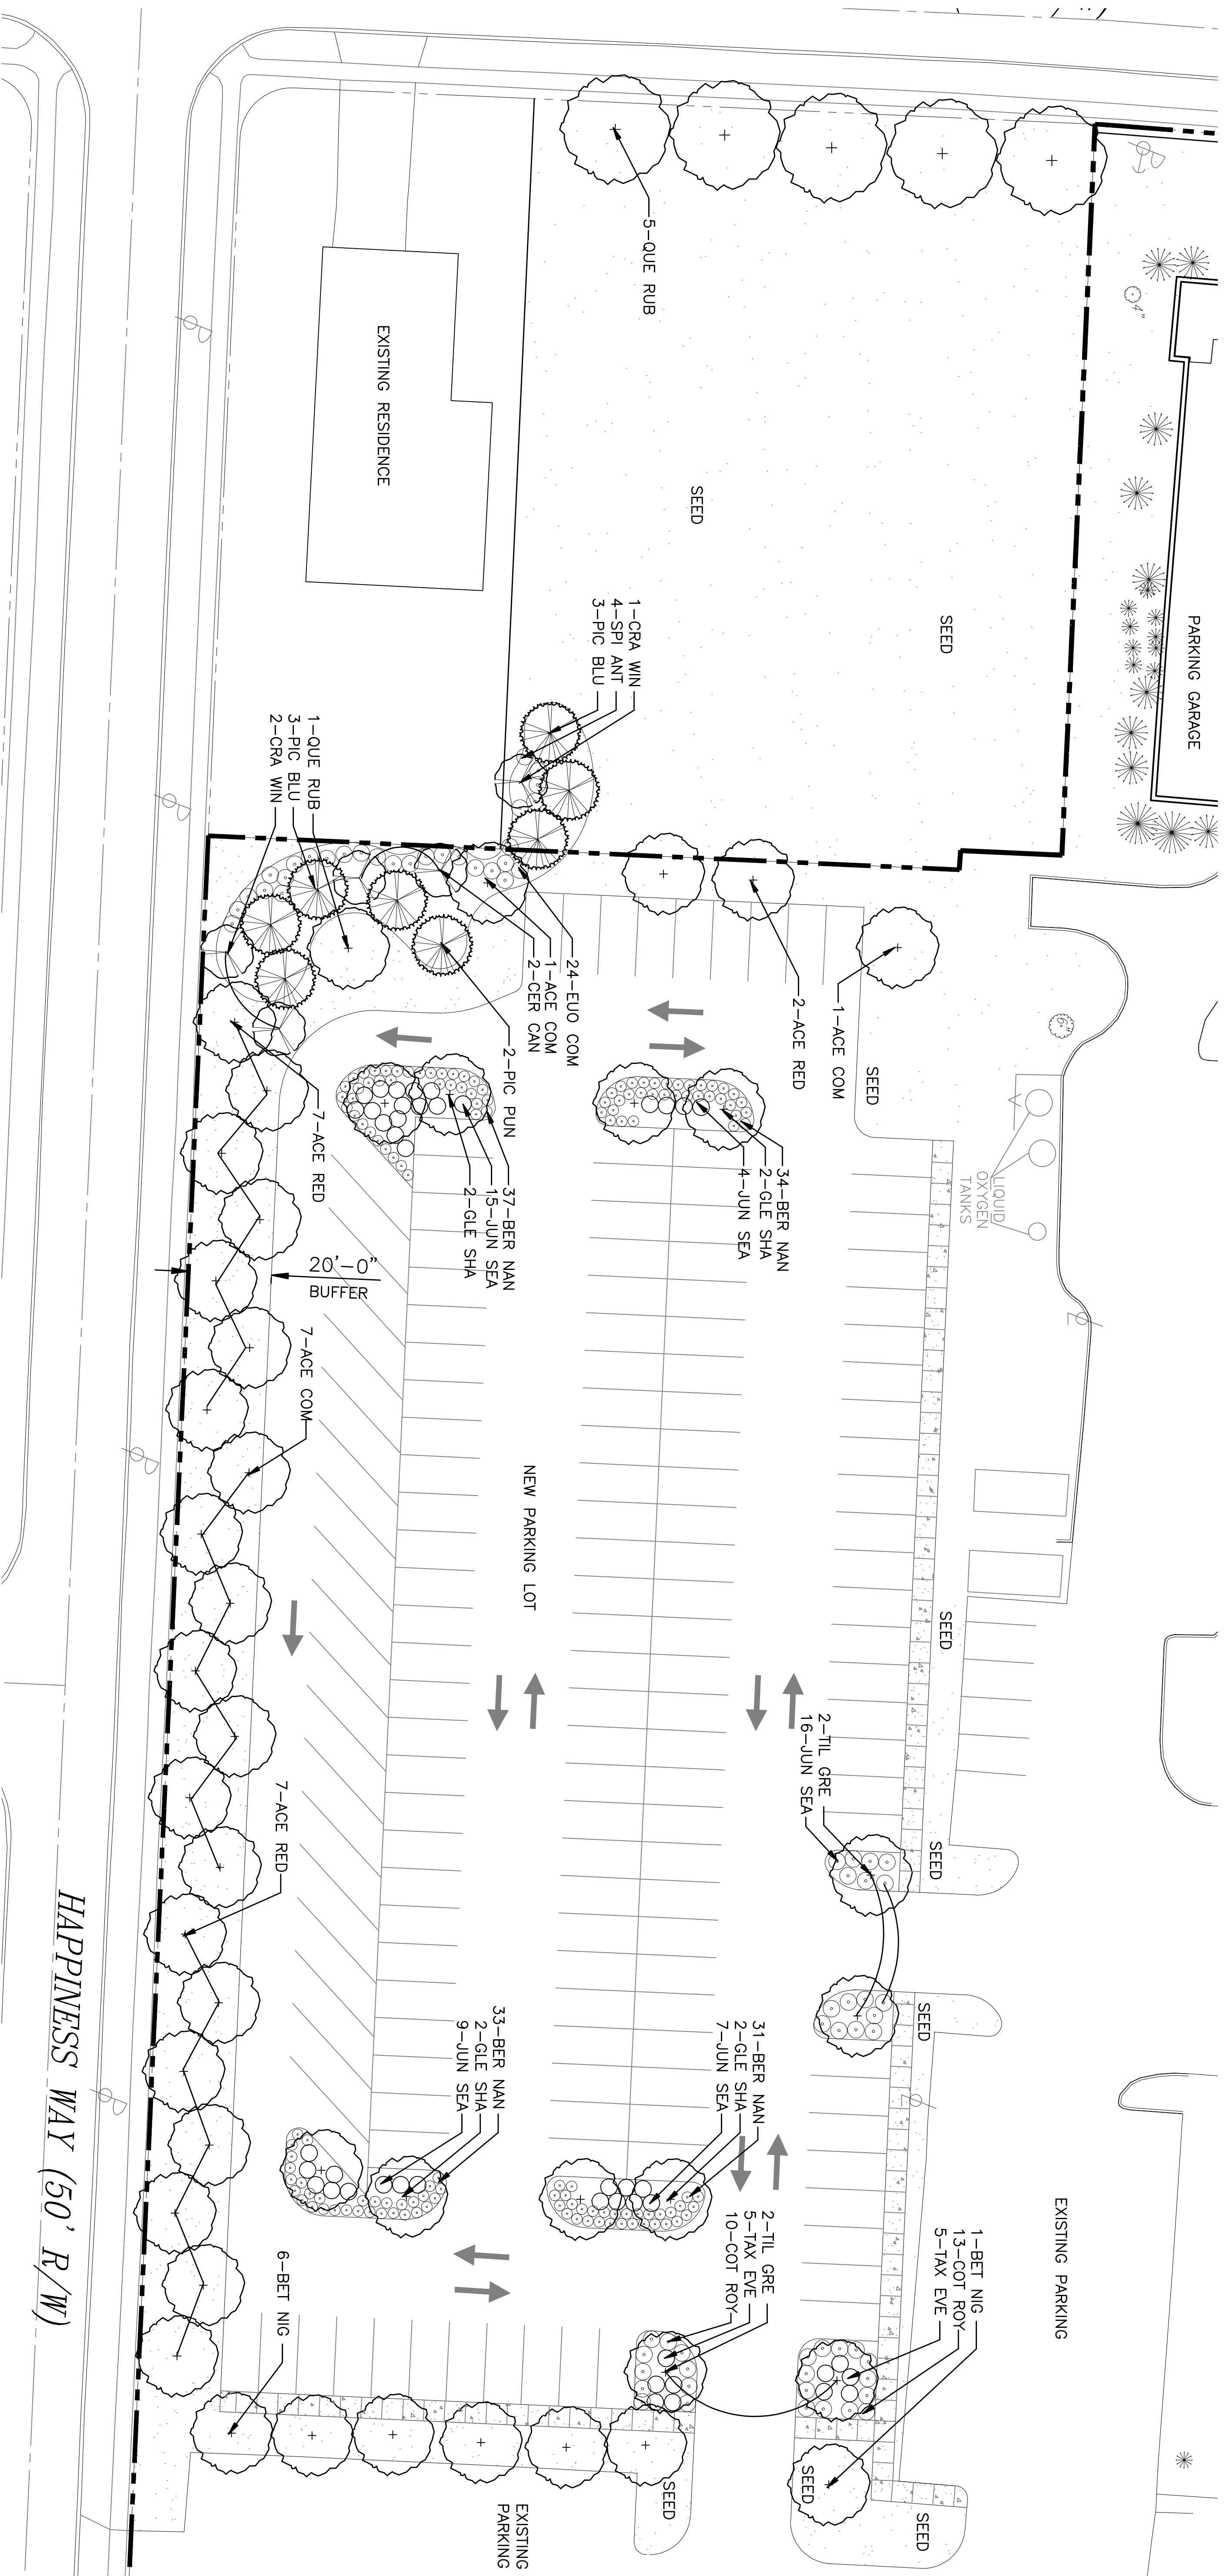 5-QUE RUB
EXISTING RESIDENCE
SEED
SEED
PARKING GARAGE
4"
1-CRA WIN
4-SPI ANT
3-PIC BLU
1-QUE RUB
3-PIC BLU
2-CRA WIN
24-EUO COM
1-ACE COM
2-CER CAN
2-PIC PUN
2-ACE RED
1-ACE COM
SEED
6"
LIQUID
OXYGEN
TANKS
7-ACE RED
37-BER NAN
15-JUN SEA
2-GLE SHA
34-BER NAN
2-GLE SHA
4-JUN SEA
20'-0"
BUFFER
7-ACE COM
NEW PARKING LOT
SEED
2-TIL GRE
16-JUN SEA
SEED
7-ACE RED
SEED
33-BER NAN
2-GLE SHA
9-JUN SEA
31-BER NAN
2-GLE SHA
7-JUN SEA
2-TIL GRE
5-TAX EVE
10-COT ROY
1-BET NIG
13-COT ROY
5-TAX EVE
EXISTING PARKING
6-BET NIG
SEED
SEED
SEED
EXISTING
PARKING
HAPPINESS WAY (50' R/W)